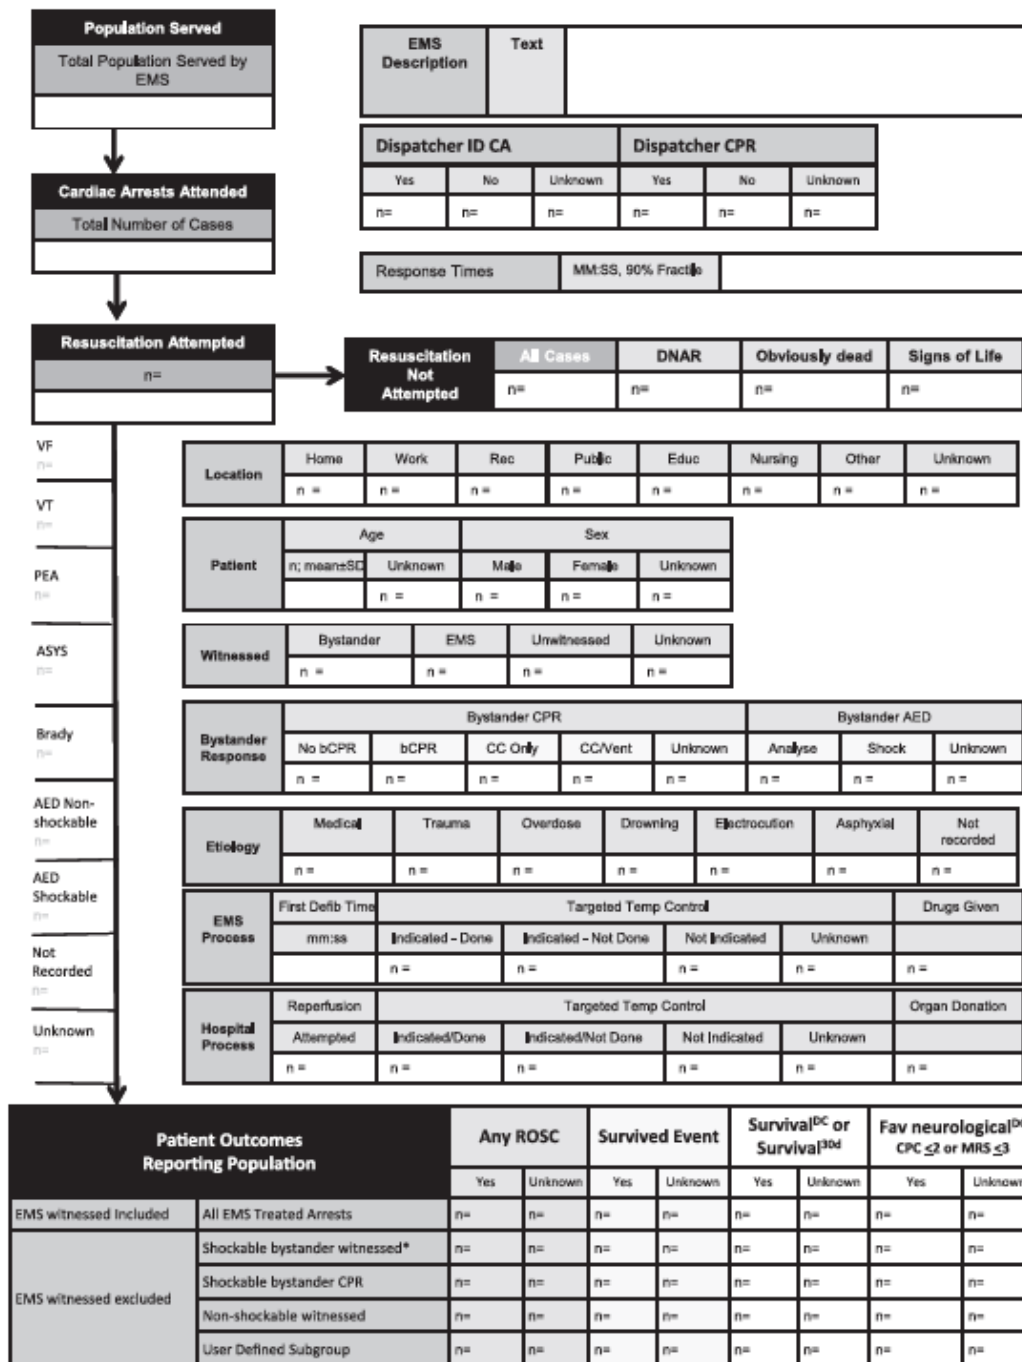 Population Served
Total Population Served by
EMS
EMS
Description
Text
Dispatcher ID CA
Dispatcher CPR
Yes No Unknown Yes No Unknown
n= n= n= n= n= n=
Cardiac Arrests Attended
Total Number of Cases
Response Times MM:SS, 90% Fractile
Resuscitation Attempted
n=
Resuscitation
Not
Attempted
All Cases DNAR Obviously dead Signs of Life
n= n= n= n=
VF
n=
VT
n=
PEA
n=
ASYS
n=
Brady
n=
AED Non-
shockable
n=
AED
Shockable
n=
Not
Recorded
n=
Unknown
n=
Location
Home Work Rec Public Educ Nursing Other Unknown
n = n = n = n = n = n = n = n =
Patient
Age Sex
n; mean±SD Unknown Male Female Unknown
n = n = n = n =
Witnessed
Bystander EMS Unwitnessed Unknown
n = n = n = n =
Bystander
Response
Bystander CPR Bystander AED
No bCPR bCPR CC Only CC/Vent Unknown Analyse Shock Unknown
n = n = n = n = n = n = n = n =
Etiology
Medical Trauma Overdose Drowning Electrocution Asphyxial Not
recorded
n = n = n = n = n = n = n =
EMS
Process
First Defib Time Targeted Temp Control Drugs Given
mm:ss Indicated – Done Indicated – Not Done Not Indicated Unknown
n = n = n = n = n =
Hospital
Process
Reperfusion Targeted Temp Control Organ Donation
Attempted Indicated/Done Indicated/Not Done Not Indicated Unknown
n = n = n = n = n = n =
Patient Outcomes
Reporting Population
Any ROSC Survived Event Survival^DC or
Survival^30d
Fav neurological^DC
CPC ≤2 or MRS ≤3
Yes Unknown Yes Unknown Yes Unknown Yes Unknown
EMS witnessed Included All EMS Treated Arrests n= n= n= n= n= n= n= n=
EMS witnessed excluded
Shockable bystander witnessed* n= n= n= n= n= n= n= n=
Shockable bystander CPR n= n= n= n= n= n= n= n=
Non-shockable witnessed n= n= n= n= n= n= n= n=
User Defined Subgroup n= n= n= n= n= n= n= n=